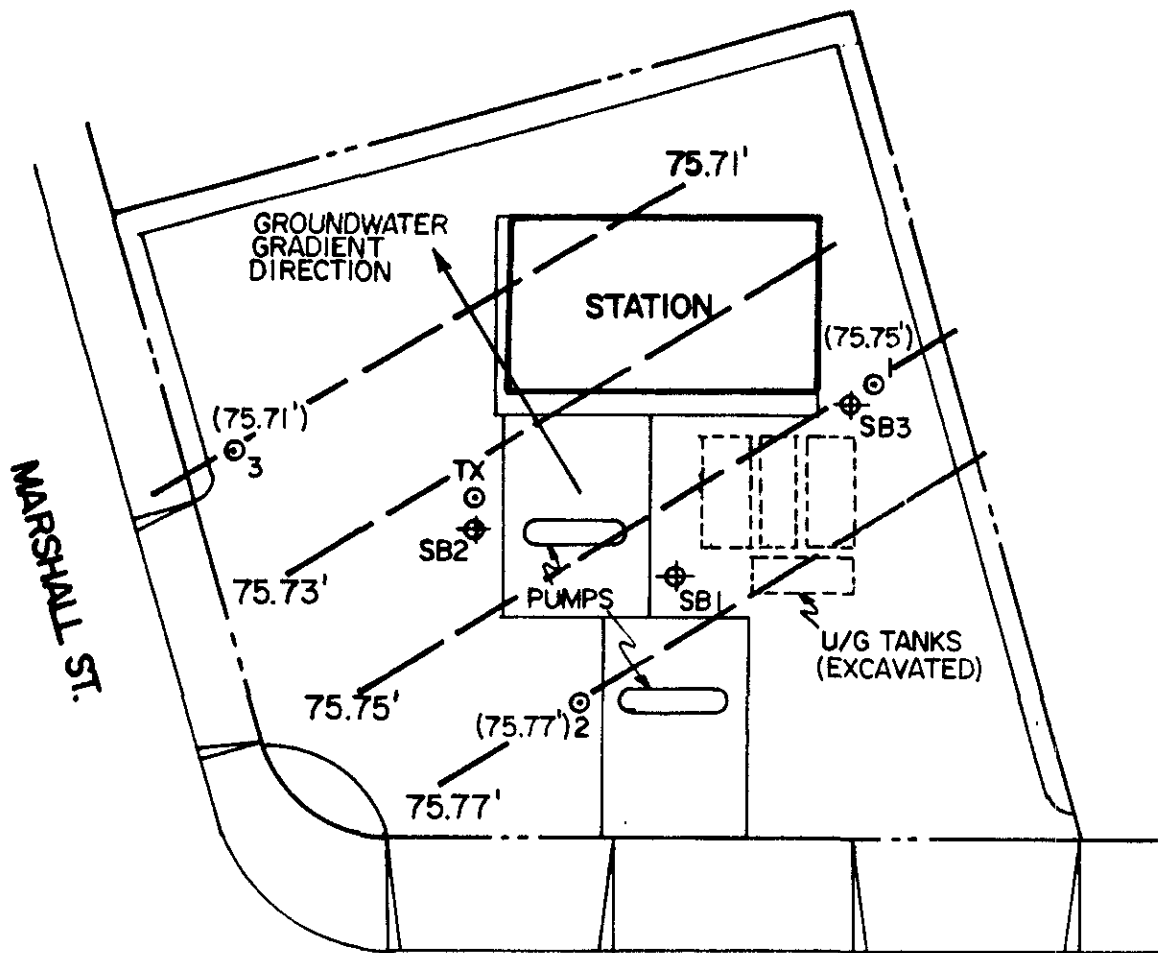 75.71'
GROUNDWATER
GRADIENT
DIRECTION
STATION
(75.75')
1
SB3
(75.71')
3
TX
SB2
MARSHALL ST.
75.73'
PUMPS
SB1
U/G TANKS
(EXCAVATED)
75.75'
(75.77') 2
75.77'